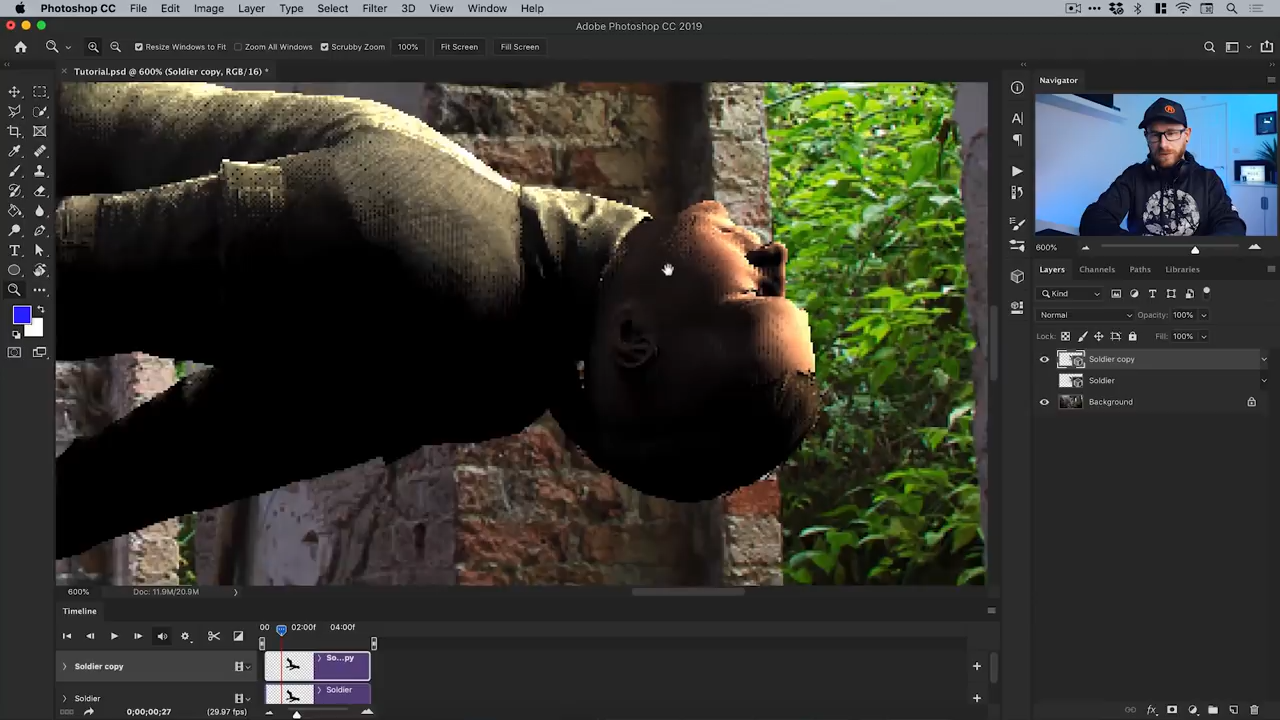 Photoshop CC File Edit Image Layer Type Select Filter 3D View Window Help
Adobe Photoshop CC 2019
Resize Windows to Fit Zoom All Windows Scrubby Zoom 100% Fit Screen Fill Screen
Tutorial.psd @ 600% (Soldier copy, RGB/16) *
Navigator
600%
Layers Channels Paths Libraries
Kind
Normal Opacity: 100%
Lock: Fill: 100%
Soldier copy
Soldier
Background
600% Doc: 11.9M/20.9M
Timeline
00 02:00f 04:00f
Soldier copy So...py
Soldier Soldier
0;00;00;27 (29.97 fps)